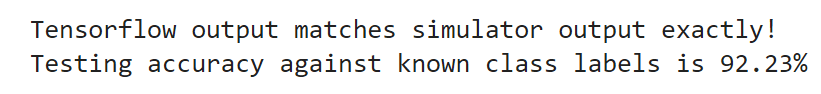 Tensorflow output matches simulator output exactly!
Testing accuracy against known class labels is 92.23%